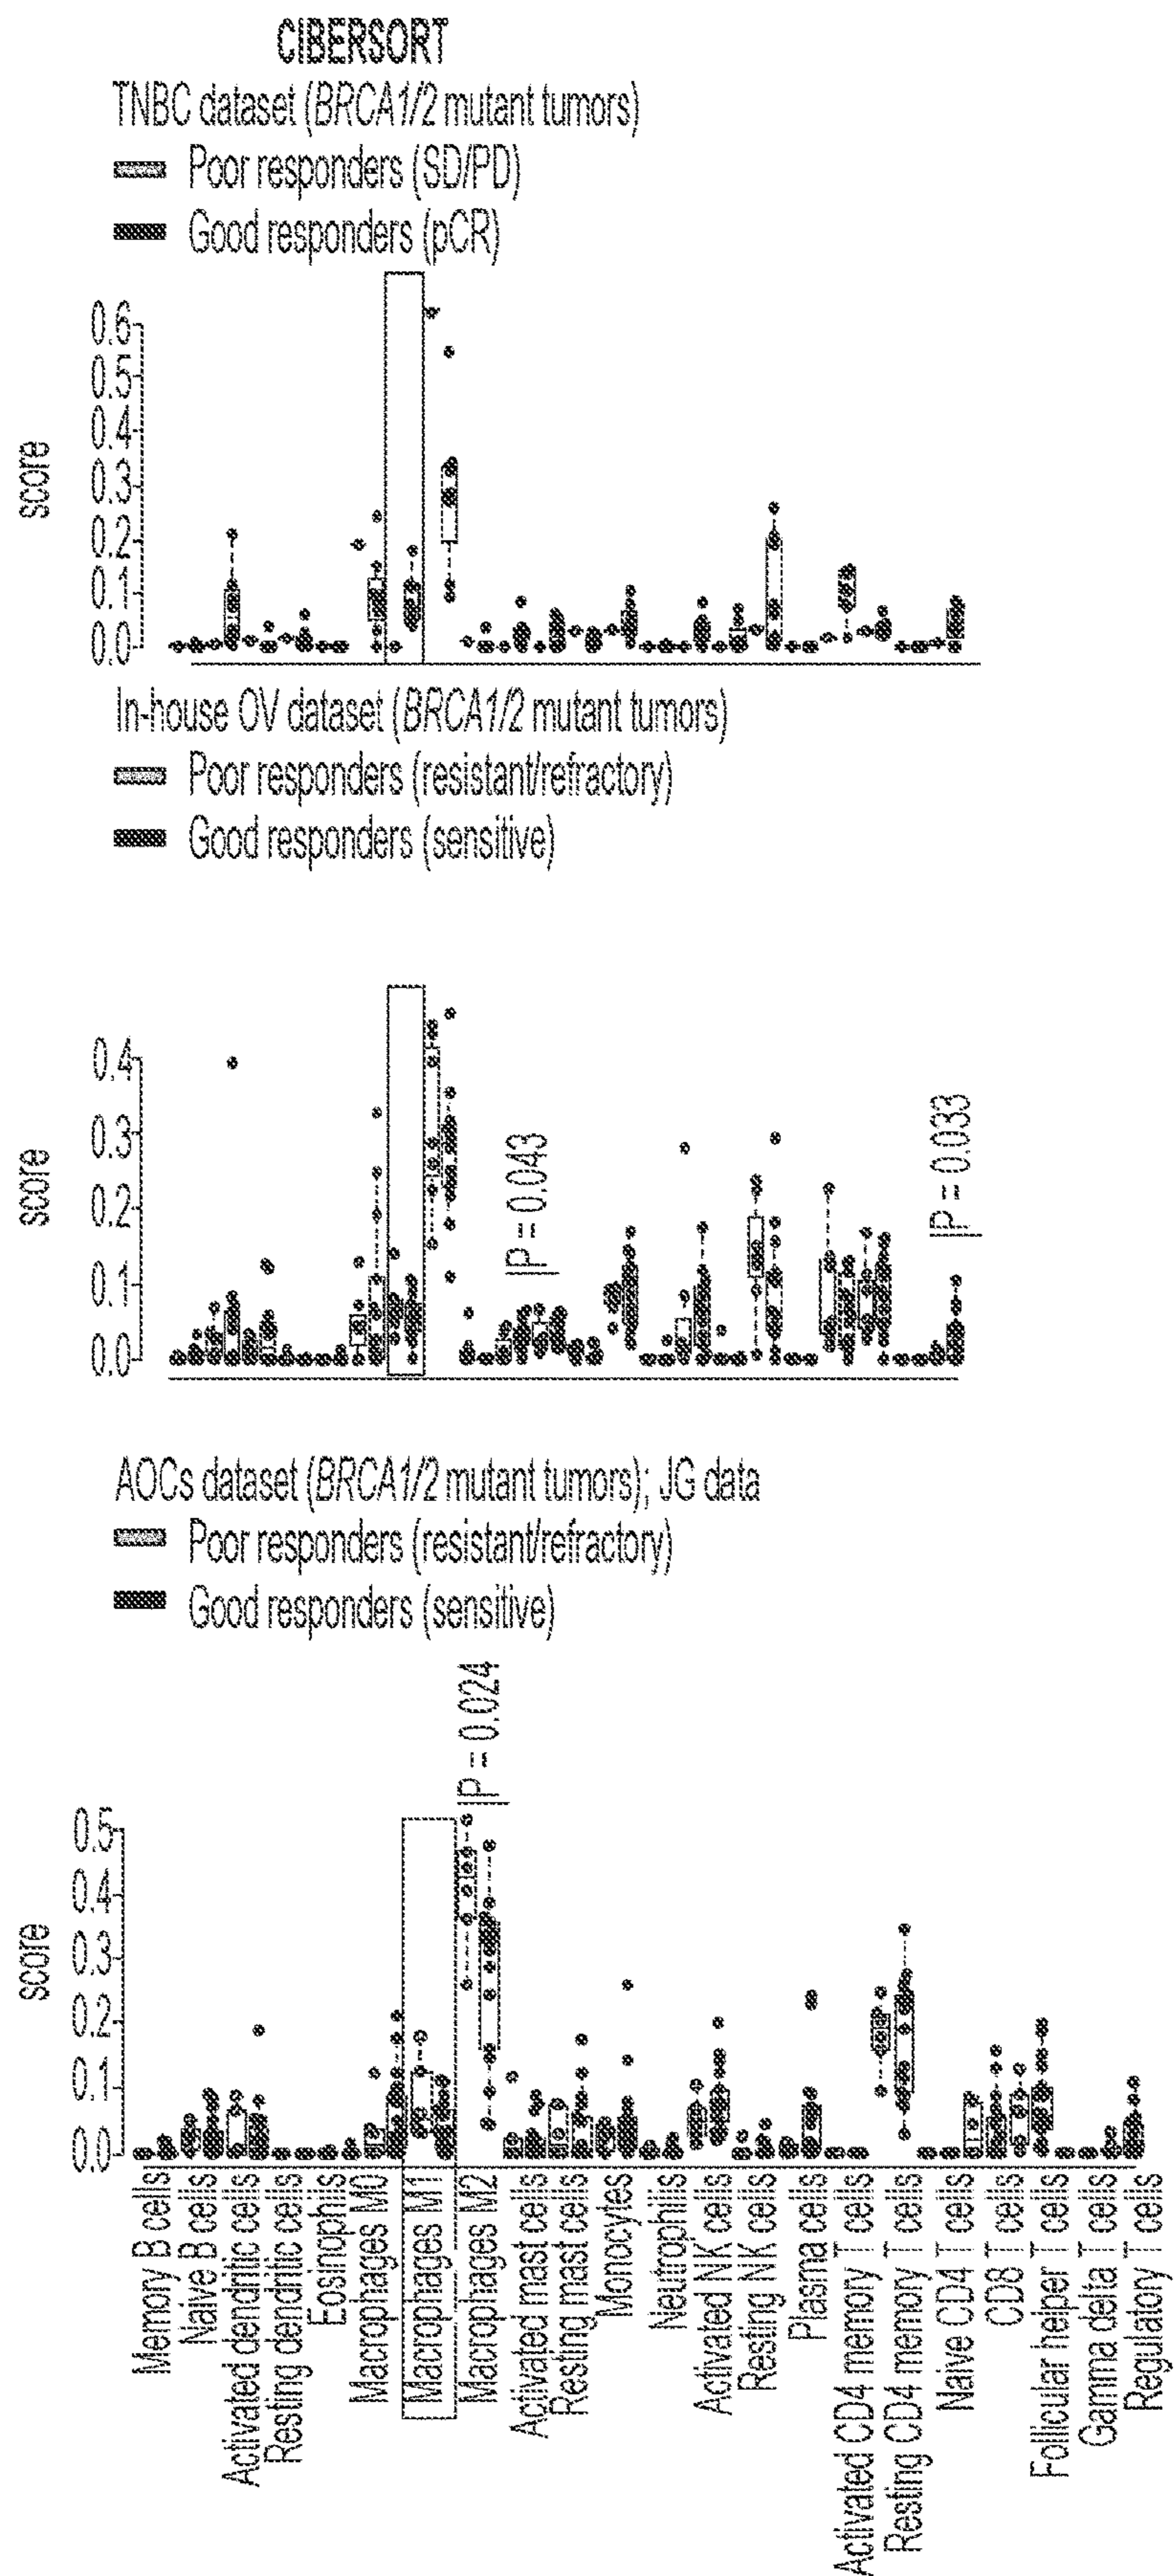 CIBERSORT
TNBC dataset (BRCA1/2 mutant tumors)
Poor responders (SD/PD)
Good responders (pCR)
score
0.6
0.5
0.4
0.3
0.2
0.1
0.0
In-house OV dataset (BRCA1/2 mutant tumors)
Poor responders (resistant/refractory)
Good responders (sensitive)
score
0.4
0.3
0.2
0.1
0.0
P = 0.043
P = 0.033
AOCs dataset (BRCA1/2 mutant tumors); JG data
Poor responders (resistant/refractory)
Good responders (sensitive)
score
0.5
0.4
0.3
0.2
0.1
0.0
P = 0.024
Memory B cells
Naive B cells
Activated dendritic cells
Resting dendritic cells
Eosinophils
Macrophages M0
Macrophages M1
Macrophages M2
Activated mast cells
Resting mast cells
Monocytes
Neutrophils
Activated NK cells
Resting NK cells
Plasma cells
Activated CD4 memory T cells
Resting CD4 memory T cells
Naive CD4 T cells
CD8 T cells
Follicular helper T cells
Gamma delta T cells
Regulatory T cells